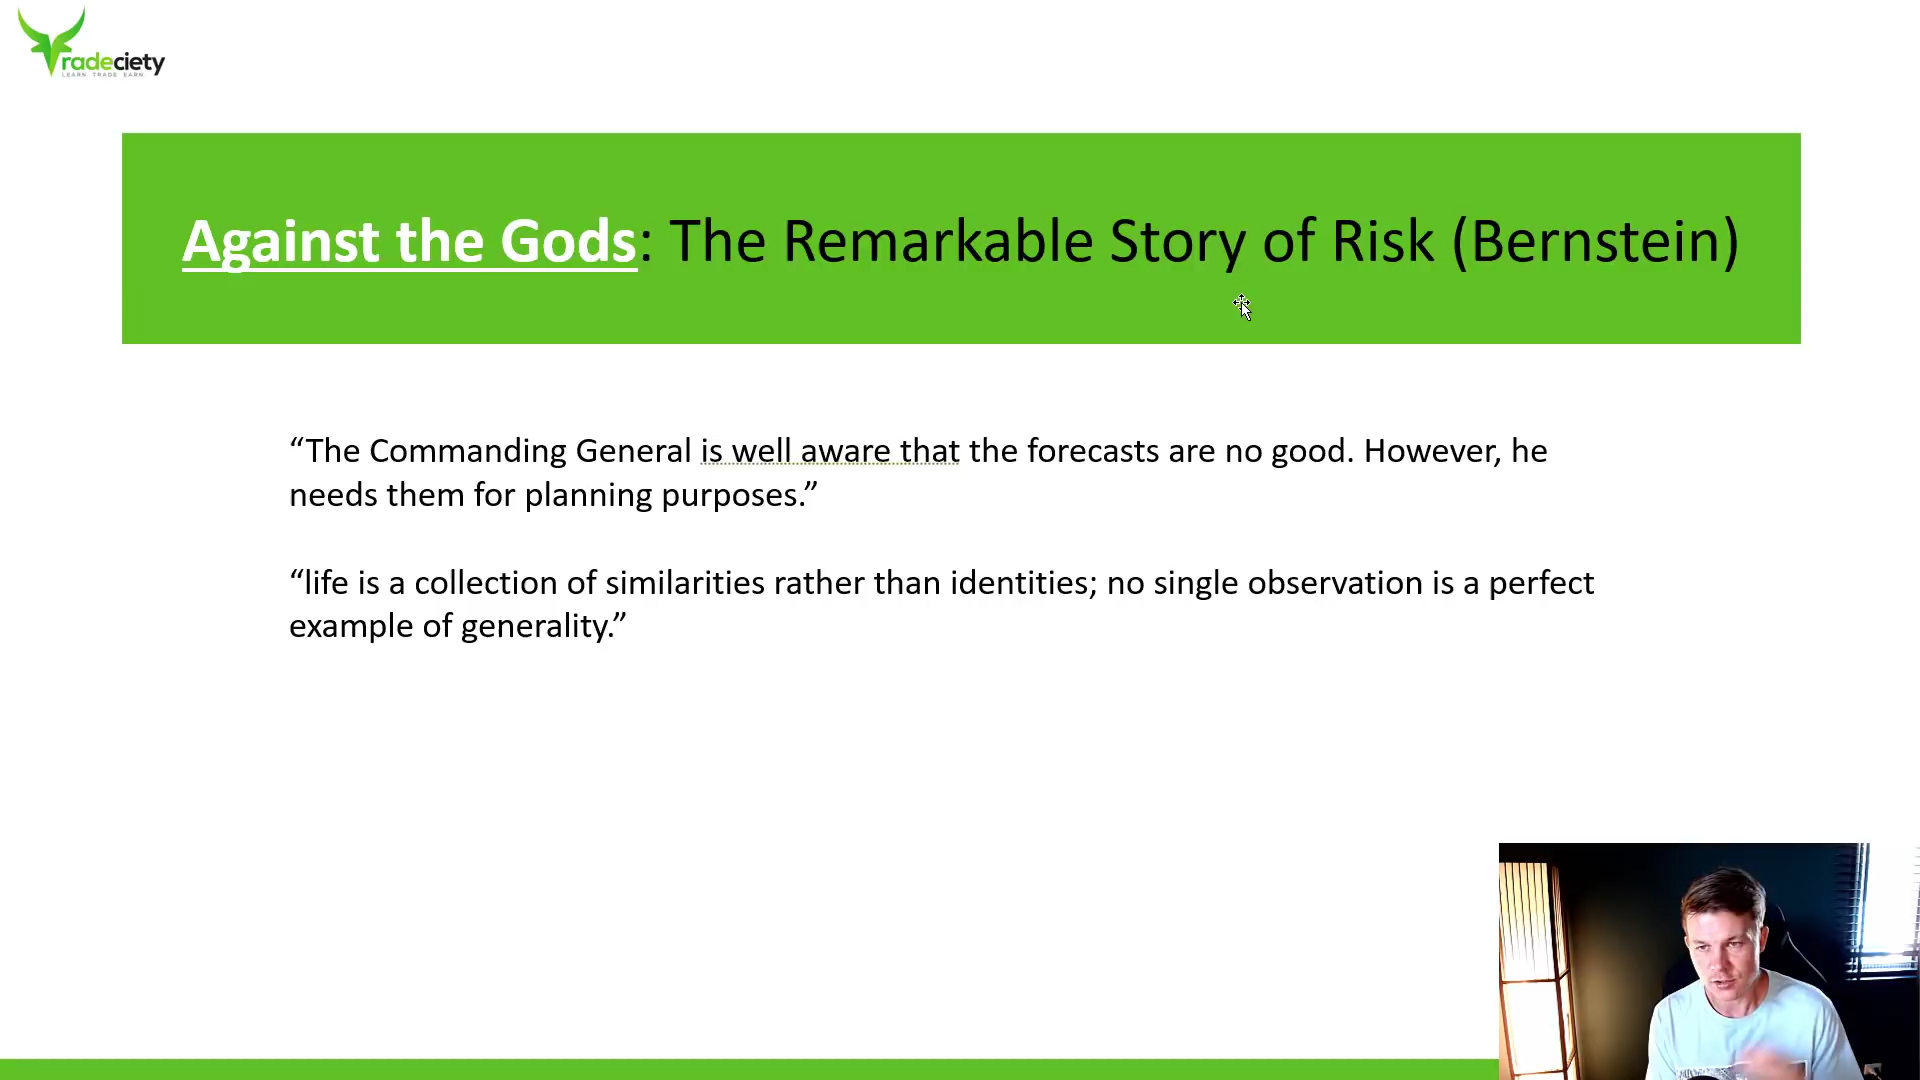 radeciety
LEARN TRADE EARN
Against the Gods: The Remarkable Story of Risk (Bernstein)
“The Commanding General is well aware that the forecasts are no good. However, he
needs them for planning purposes.”
“life is a collection of similarities rather than identities; no single observation is a perfect
example of generality.”